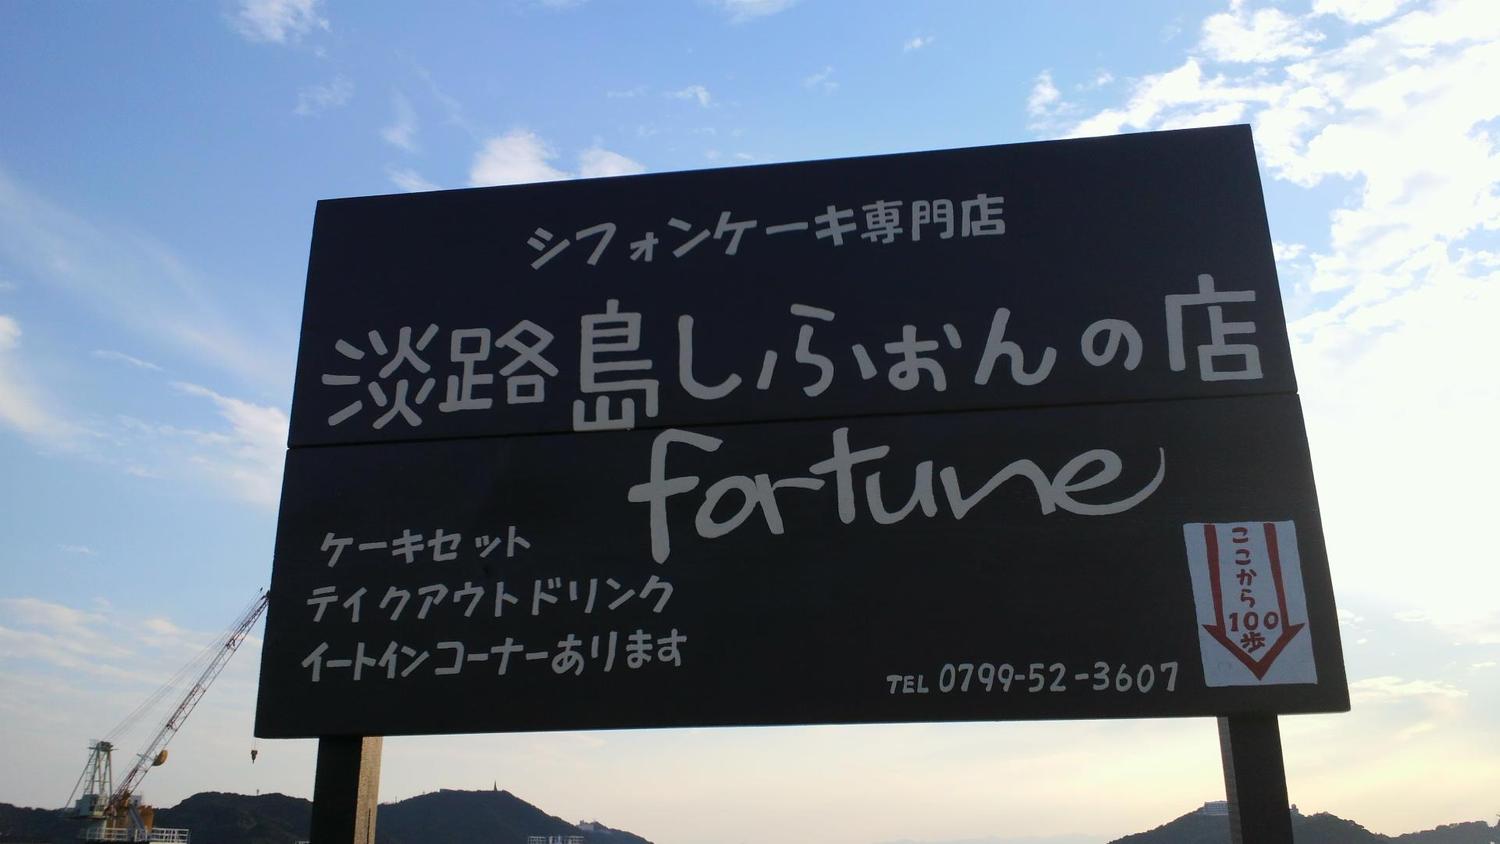 シフォンケーキ専門店
淡路島しふぉんの店
fortune
ケーキセット
テイクアウトドリンク
イートインコーナーあります
TEL 0799-52-3607
ここから
100
歩